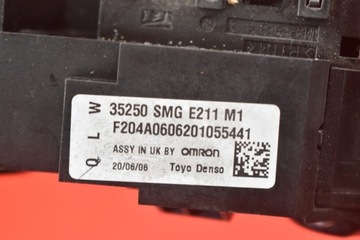 Q L W
35250 SMG E211 M1
F204A0606201055441
ASSY IN UK BY OMRON
20/06/06 Toyo Denso